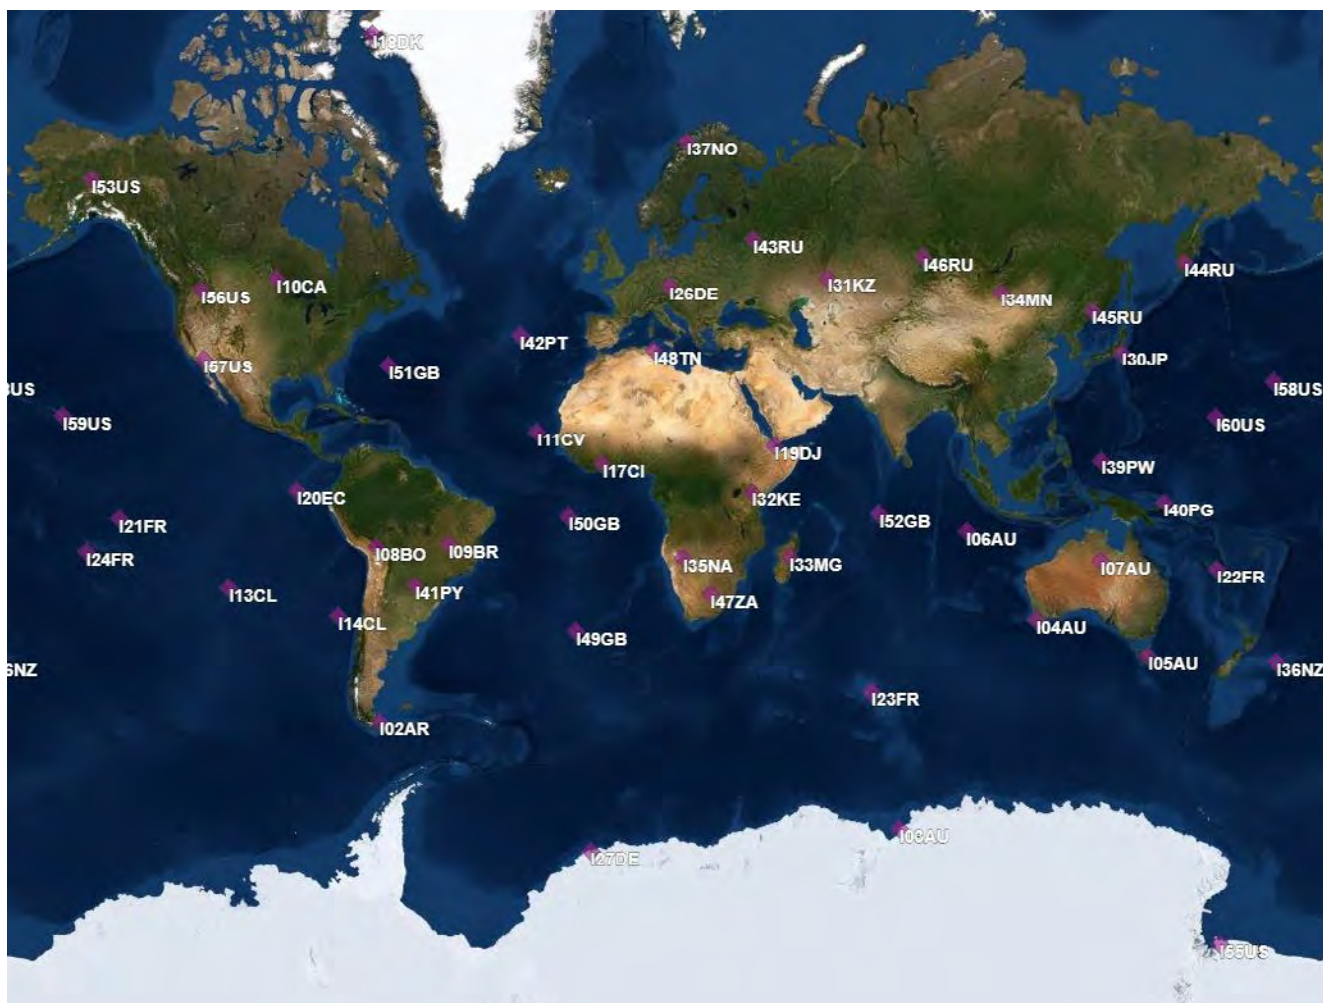 I18DK
I37NO
I53US
I43RU
I46RU
I44RU
I56US
I10CA
I26DE
I31KZ
I34MN
I45RU
I42PT
I48TN
I30JP
I57US
I51GB
8US
I58US
I59US
I60US
I11CV
I19DJ
I17CI
I39PW
I20EC
I32KE
I40PG
I21FR
I50GB
I52GB
I06AU
I24FR
I08BO
I09BR
I35NA
I33MG
I07AU
I22FR
I13CL
I41PY
I47ZA
I14CL
I49GB
I04AU
6NZ
I05AU
I36NZ
I23FR
I02AR
I03AU
I27DE
I55US